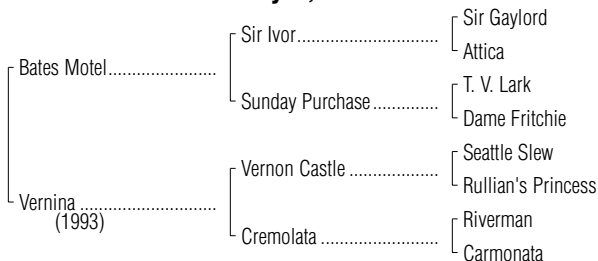 Sir Gaylord
Sir Ivor
Attica
Bates Motel
T. V. Lark
Sunday Purchase
Dame Fritchie
Seattle Slew
Vernon Castle
Rullian's Princess
Vernina
(1993)
Riverman
Cremolata
Carmonata